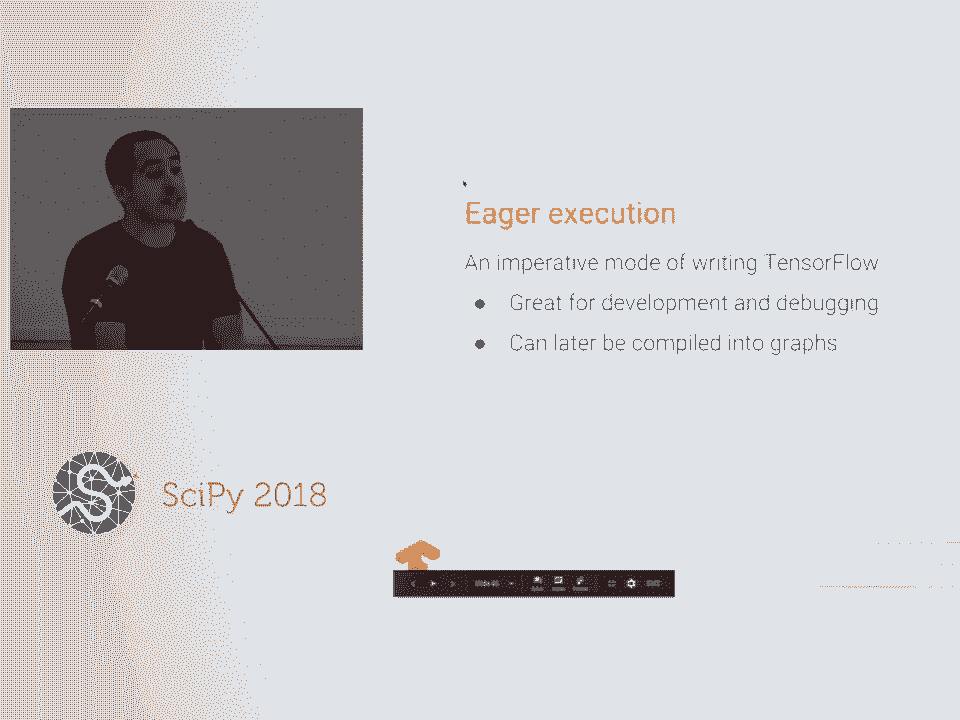 Eager execution
An imperative mode of writing TensorFlow
● Great for development and debugging
● Can later be compiled into graphs
SciPy 2018